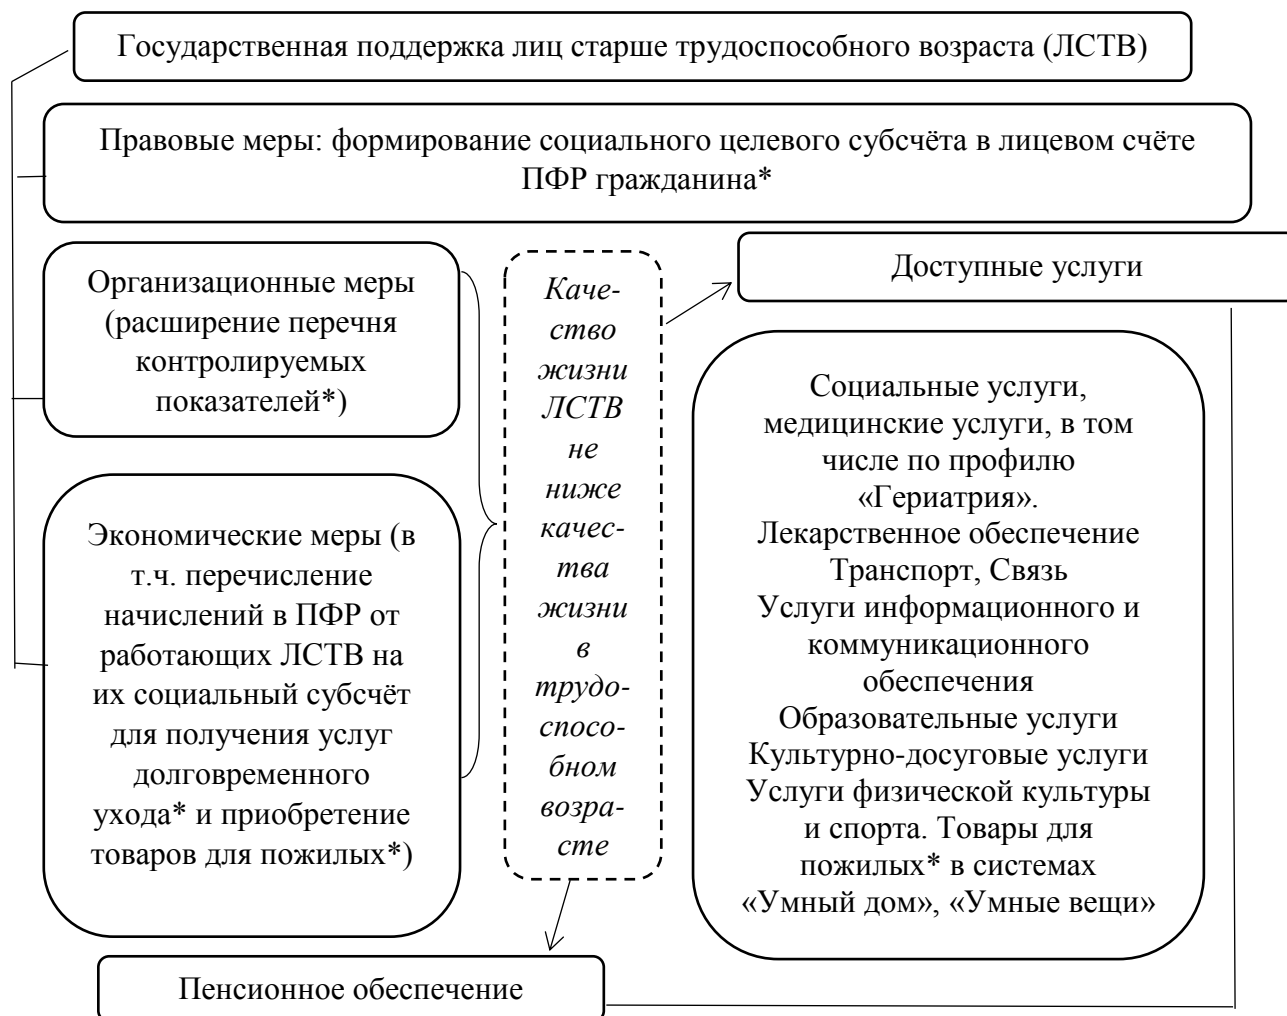 Государственная поддержка лиц старше трудоспособного возраста (ЛСТВ)
Правовые меры: формирование социального целевого субсчёта в лицевом счёте
ПФР гражданина*
Организационные меры
(расширение перечня
контролируемых
показателей*)
Экономические меры (в
т.ч. перечисление
начислений в ПФР от
работающих ЛСТВ на
их социальный субсчёт
для получения услуг
долговременного
ухода* и приобретение
товаров для пожилых*)
Каче-
ство
жизни
ЛСТВ
не
ниже
качес-
тва
жизни
в
трудо-
спосо-
бном
возра-
сте
Доступные услуги
Социальные услуги,
медицинские услуги, в том
числе по профилю
«Гериатрия».
Лекарственное обеспечение
Транспорт, Связь
Услуги информационного и
коммуникационного
обеспечения
Образовательные услуги
Культурно-досуговые услуги
Услуги физической культуры
и спорта. Товары для
пожилых* в системах
«Умный дом», «Умные вещи»
Пенсионное обеспечение